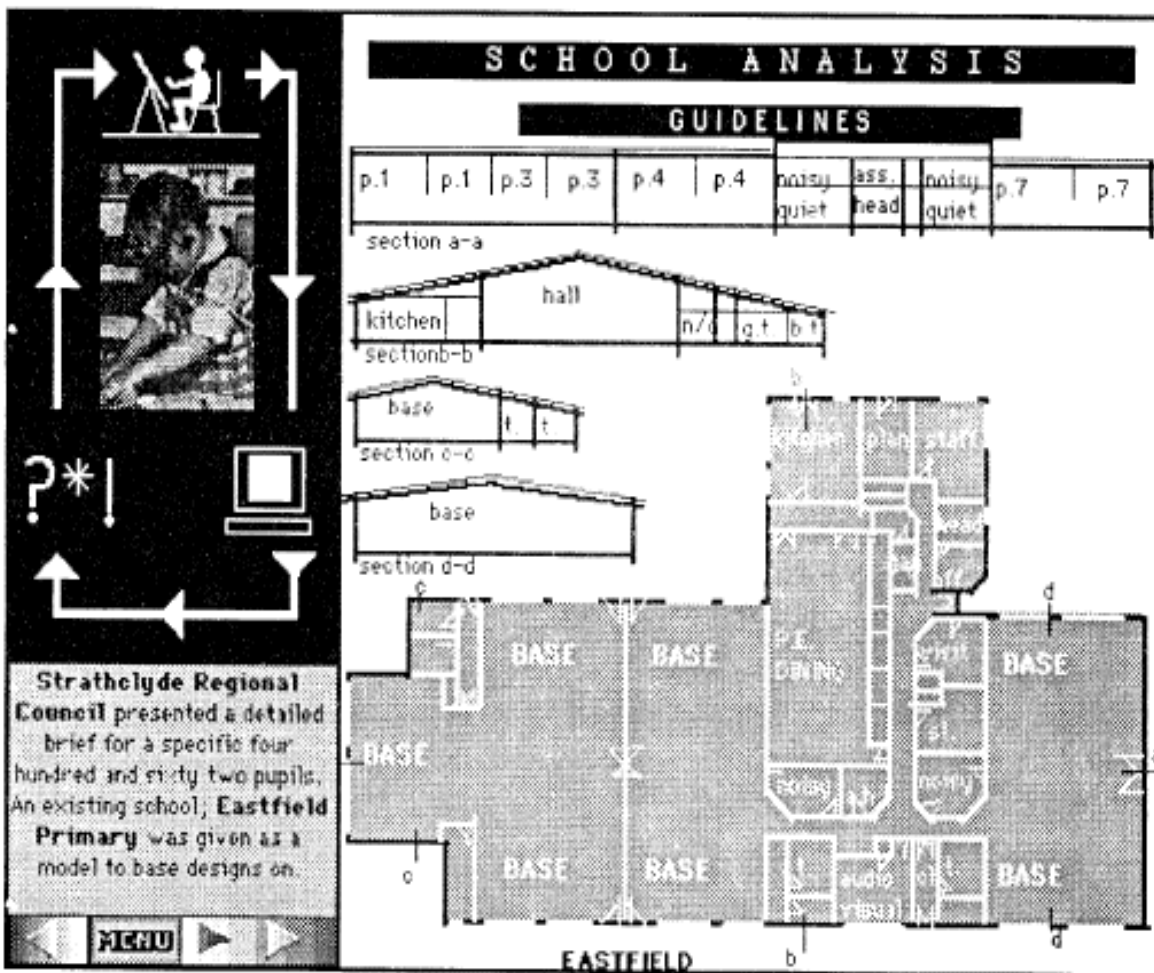 SCHOOL ANALYSIS
GUIDELINES
p.1 p.1 p.3 p.3 p.4 p.4 noisy ass. noisy p.7 p.7
quiet head quiet
section a-a
hall
kitchen g.t. b.t
sectionb-b
base t. t.
section c-c
base
section d-d
?*!
b
kitchen plan staff
c d
BASE BASE P.E. BASE
DINING
BASE
noisy
BASE BASE audio BASE
c b d
EASTFIELD
Strathclyde Regional
Council presented a detailed
brief for a specific four
hundred and sixty two pupils.
An existing school; Eastfield
Primary was given as a
model to base designs on.
MENU